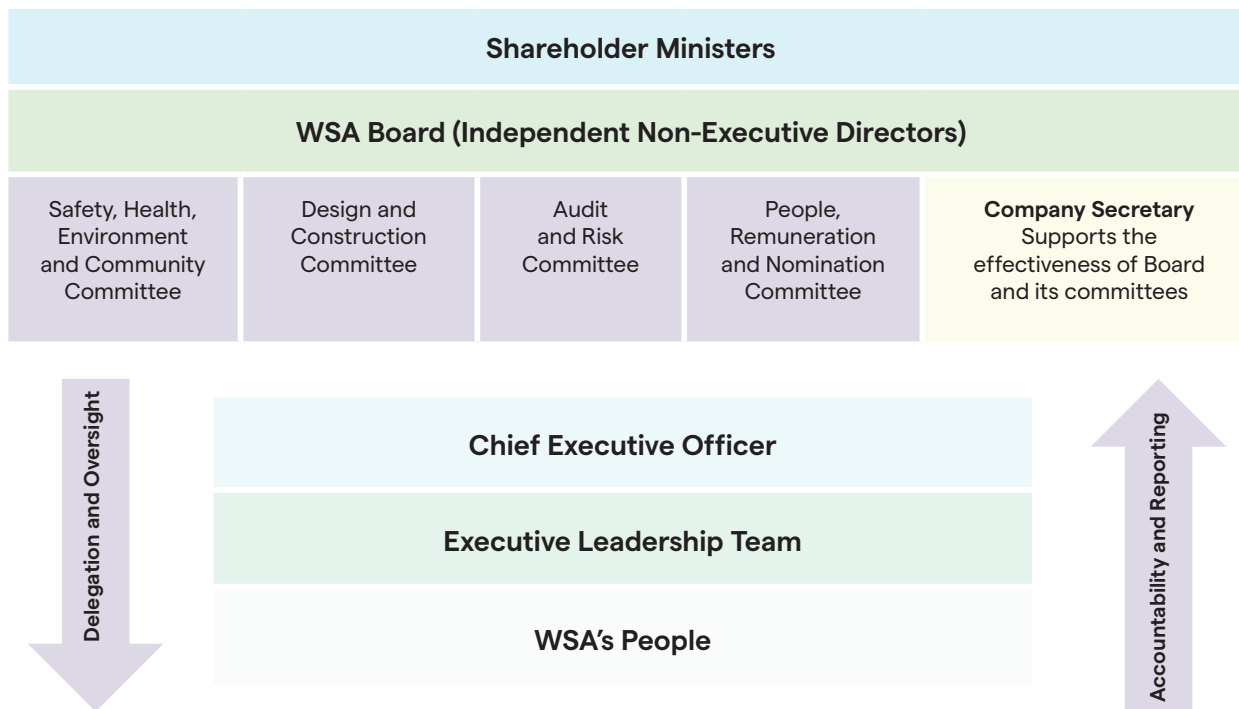 Shareholder Ministers
WSA Board (Independent Non-Executive Directors)
Safety, Health,
Environment
and Community
Committee
Design and
Construction
Committee
Audit
and Risk
Committee
People,
Remuneration
and Nomination
Committee
Company Secretary
Supports the
effectiveness of Board
and its committees
Delegation and Oversight
Chief Executive Officer
Executive Leadership Team
WSA’s People
Accountability and Reporting